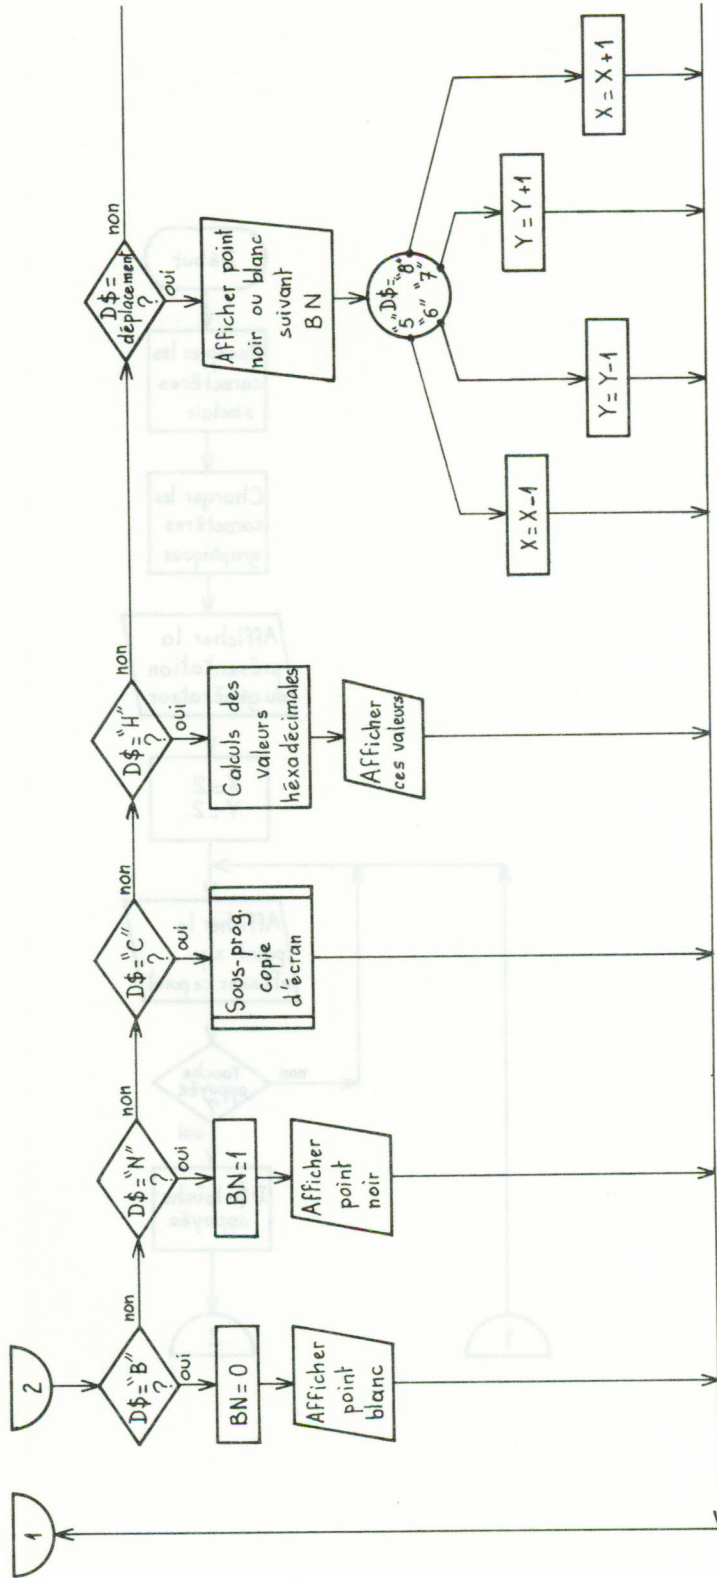 1
2
D$="B"
?
non
oui
BN=0
Afficher
point
blanc
D$="N"
?
non
oui
BN=1
Afficher
point
noir
D$="C"
?
non
oui
Sous-prog.
copie
d'écran
D$="H"
?
non
oui
Calculs des
valeurs
héxadécimales
Afficher
ces valeurs
D$=
déplacement
?
non
oui
Afficher point
noir ou blanc
suivant
BN
D$=
"5" "8"
"6" "7"
X=X-1
Y=Y-1
Y=Y+1
X=X+1